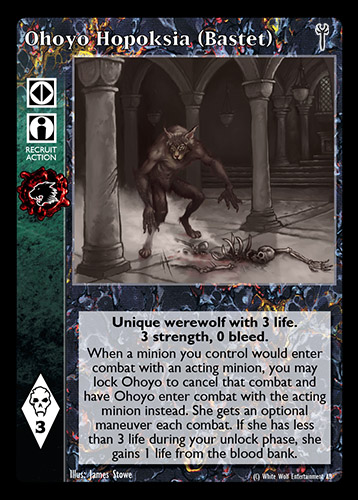 Ohoyo Hopoksia (Bastet)
RECRUIT
ACTION
Unique werewolf with 3 life.
3 strength, 0 bleed.
When a minion you control would enter
combat with an acting minion, you may
lock Ohoyo to cancel that combat and
have Ohoyo enter combat with the acting
minion instead. She gets an optional
maneuver each combat. If she has less
than 3 life during your unlock phase, she
gains 1 life from the blood bank.
3
Illus: James Stowe